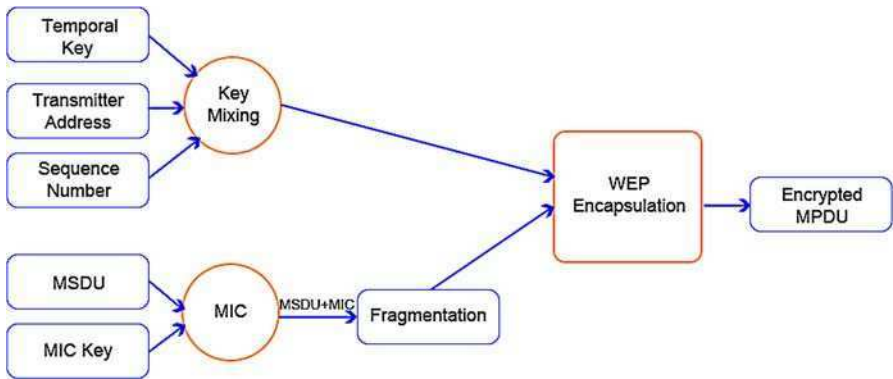 Temporal
Key
Transmitter
Address
Sequence
Number
Key
Mixing
WEP
Encapsulation
Encrypted
MPDU
MSDU
MIC Key
MIC
MSDU+MIC
Fragmentation